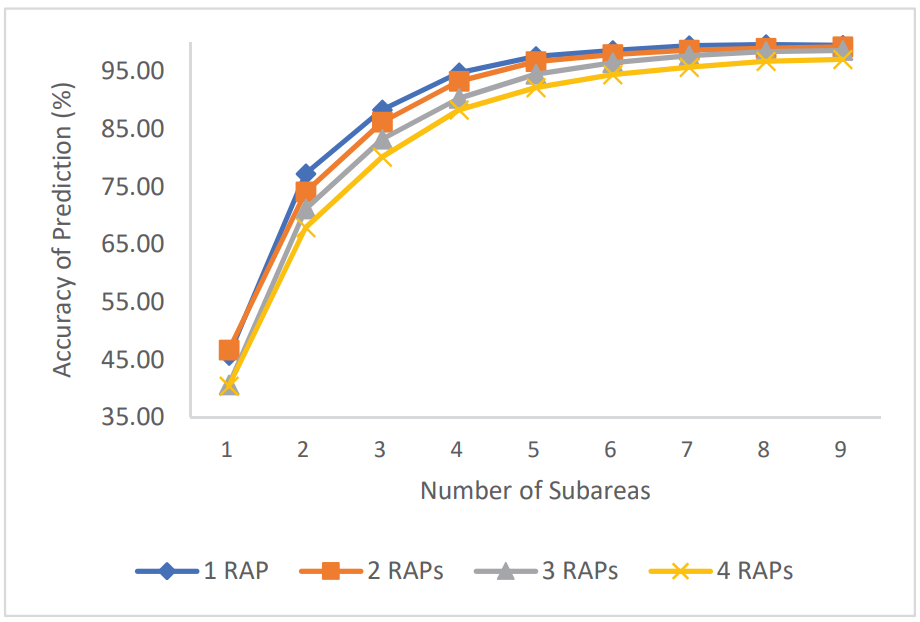 Accuracy of Prediction (%)
95.00
85.00
75.00
65.00
55.00
45.00
35.00
1 2 3 4 5 6 7 8 9
Number of Subareas
1 RAP 2 RAPs 3 RAPs 4 RAPs